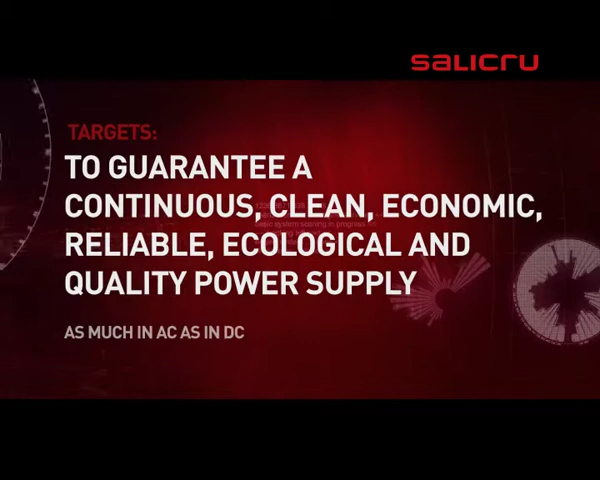 salicru
TARGETS:
TO GUARANTEE A
CONTINUOUS, CLEAN, ECONOMIC,
RELIABLE, ECOLOGICAL AND
QUALITY POWER SUPPLY
AS MUCH IN AC AS IN DC